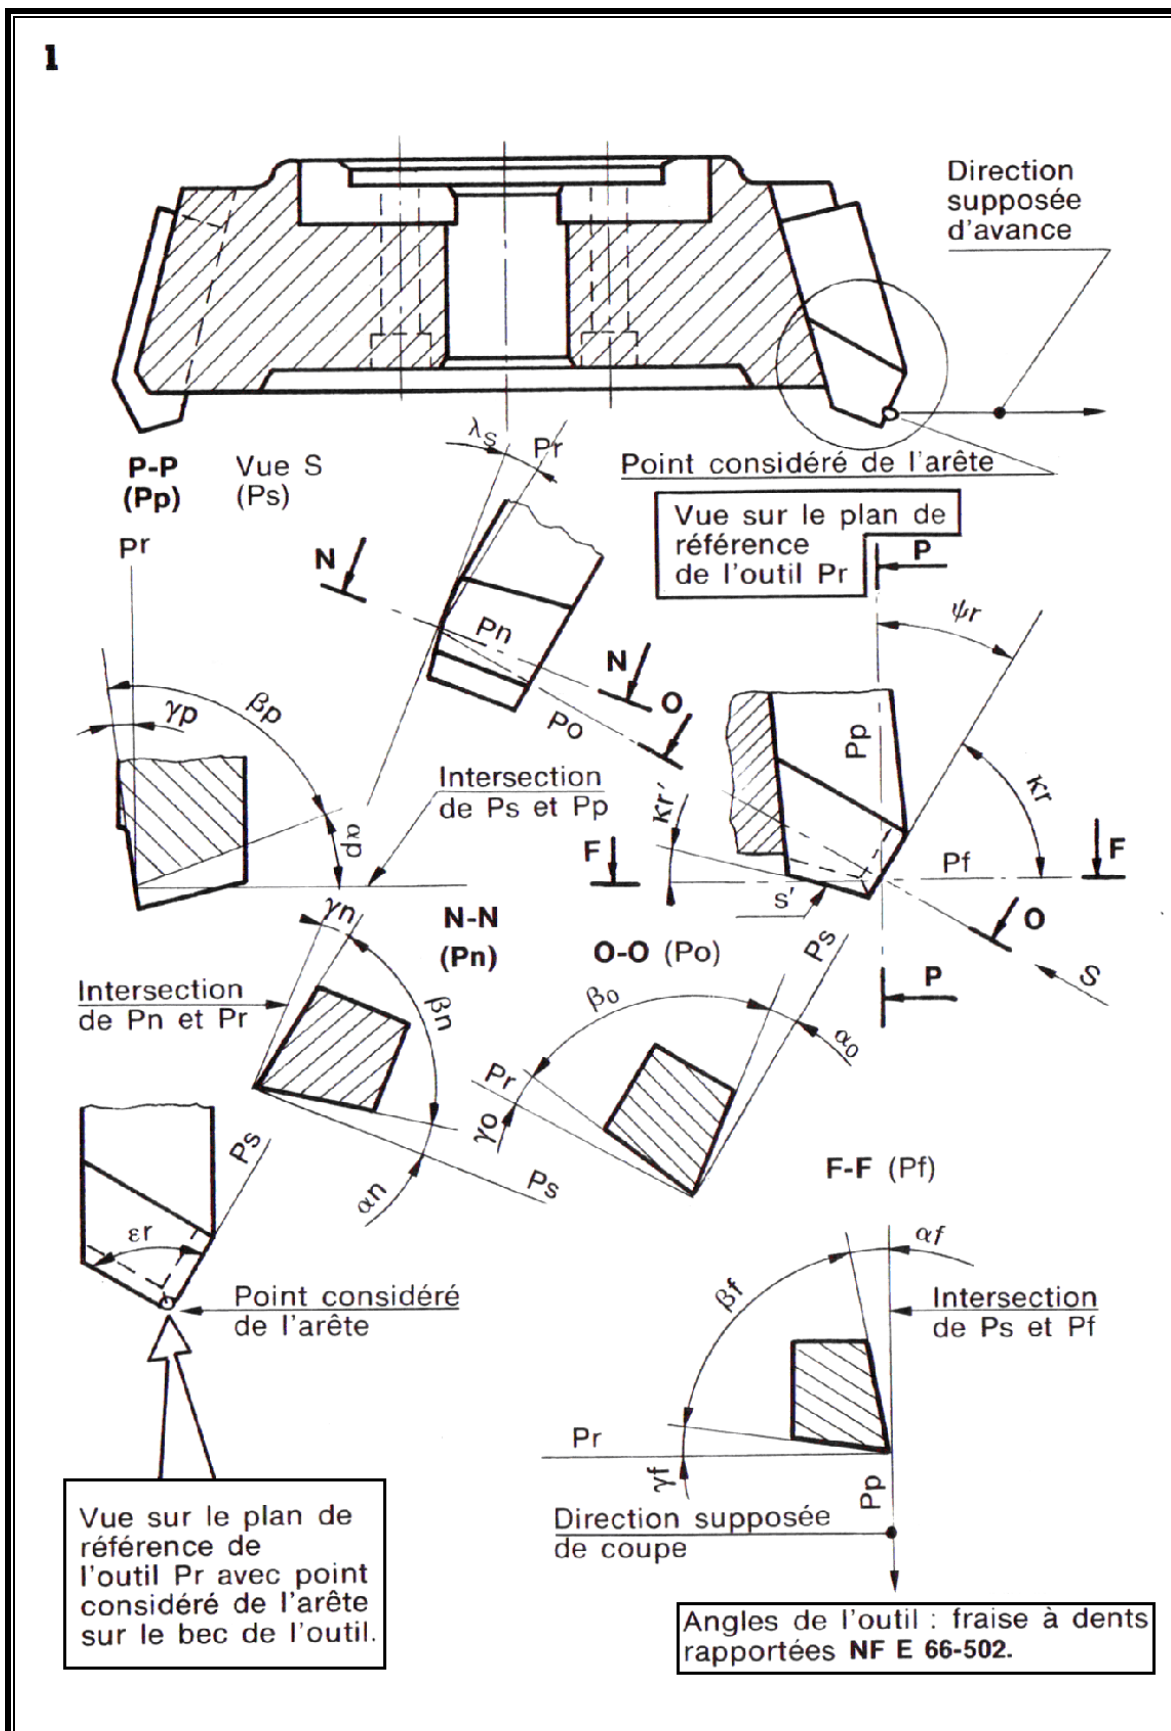 1
Direction
supposée
d'avance
Point considéré de l'arête
P-P
(Pp)
Vue S
(Ps)
λs
Pr
Vue sur le plan de
référence
de l'outil Pr
P
Pr
N
Pn
N
O
Po
ψr
Pp
κr
κr'
γp
βp
αp
Intersection
de Ps et Pp
F
Pf
F
s'
O
S
P
γn
N-N
(Pn)
O-O (Po)
Ps
Intersection
de Pn et Pr
βn
β₀
α₀
Pr
γo
Ps
Ps
αn
εr
F-F (Pf)
Point considéré
de l'arête
αf
βf
Intersection
de Ps et Pf
Pr
γf
Pp
Direction supposée
de coupe
Vue sur le plan de
référence de
l'outil Pr avec point
considéré de l'arête
sur le bec de l'outil.
Angles de l'outil : fraise à dents
rapportées NF E 66-502.